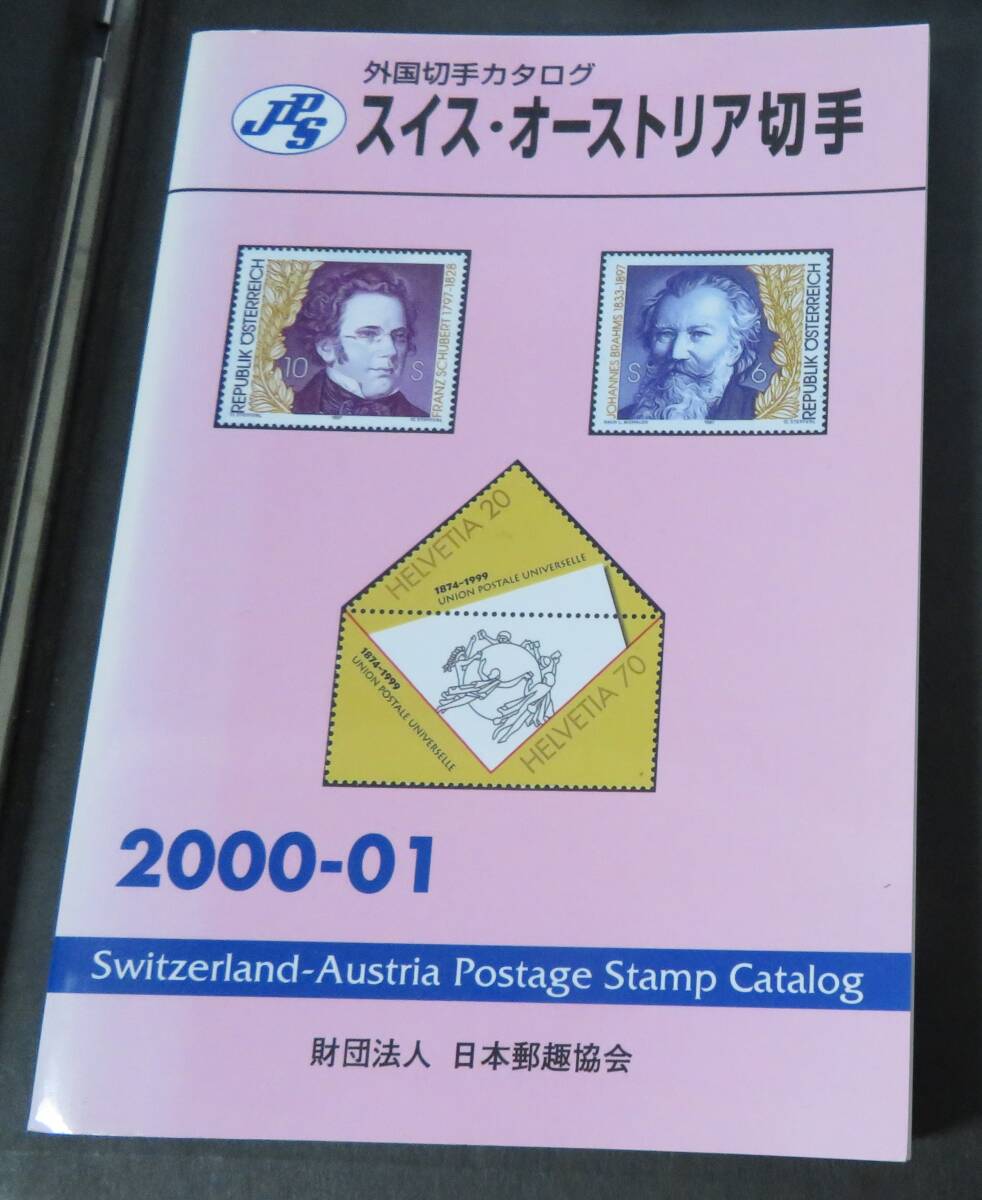 外国切手カタログ
JPS
スイス・オーストリア切手
REPUBLIK ÖSTERREICH
10 S
FRANZ SCHUBERT 1797-1828
JOHANNES BRAHMS 1833-1897
S 6
REPUBLIK ÖSTERREICH
HELVETIA 20
1874-1999
UNION POSTALE UNIVERSELLE
1874-1999
UNION POSTALE UNIVERSELLE
HELVETIA 70
2000-01
Switzerland-Austria Postage Stamp Catalog
財団法人 日本郵趣協会